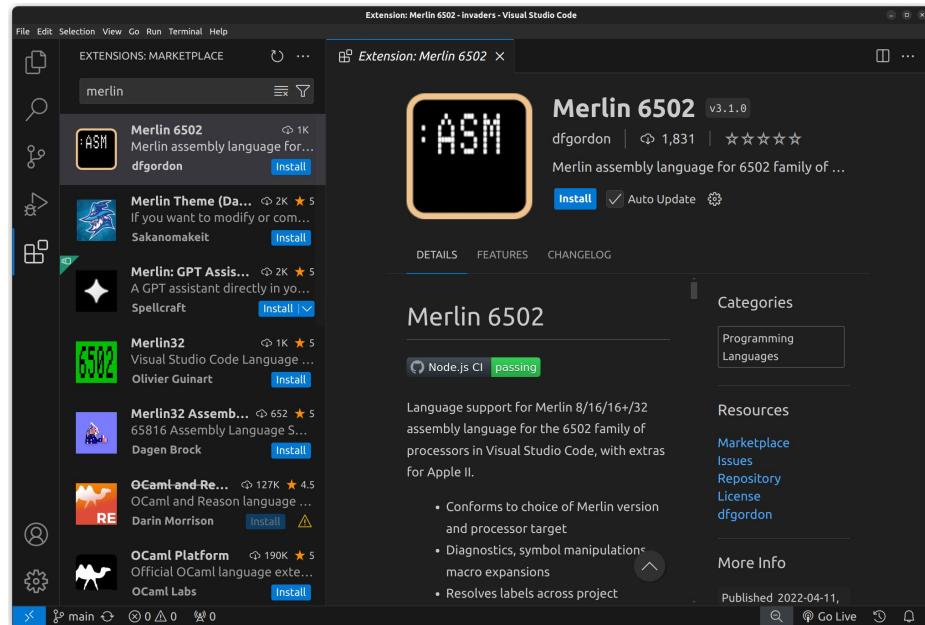 Extension: Merlin 6502 - invaders - Visual Studio Code
File Edit Selection View Go Run Terminal Help
EXTENSIONS: MARKETPLACE
merlin
:ASM
Merlin 6502 1K
Merlin assembly language for…
dfgordon Install
Merlin Theme (Da… 2K ★ 5
If you want to modify or com…
Sakanomakeit Install
Merlin: GPT Assis… 2K ★ 5
A GPT assistant directly in yo…
Spellcraft Install
6502
Merlin32 1K ★ 5
Visual Studio Code Language …
Olivier Guinart Install
Merlin32 Assemb… 652 ★ 5
65816 Assembly Language S…
Dagen Brock Install
RE
OCaml and Re… 127K ★ 4.5
OCaml and Reason language …
Darin Morrison Install
OCaml Platform 190K ★ 5
Official OCaml language exte…
OCaml Labs Install
Extension: Merlin 6502
:ASM
Merlin 6502 v3.1.0
dfgordon 1,831 ☆☆☆☆☆
Merlin assembly language for 6502 family of …
Install Auto Update
DETAILS FEATURES CHANGELOG
Merlin 6502
Node.js CI passing
Language support for Merlin 8/16/16+/32
assembly language for the 6502 family of
processors in Visual Studio Code, with extras
for Apple II.
• Conforms to choice of Merlin version
and processor target
• Diagnostics, symbol manipulations,
macro expansions
• Resolves labels across project
Categories
Programming
Languages
Resources
Marketplace
Issues
Repository
License
dfgordon
More Info
Published 2022-04-11,
main 0 0 0 Go Live